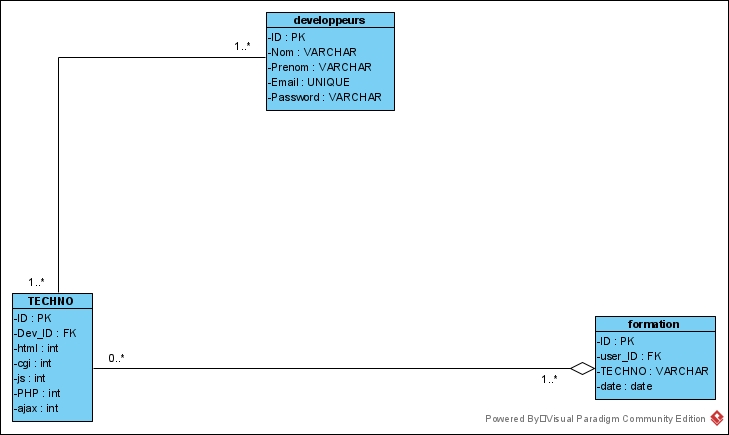 developpeurs
-ID : PK
-Nom : VARCHAR
-Prenom : VARCHAR
-Email : UNIQUE
-Password : VARCHAR
1..*
1..*
TECHNO
-ID : PK
-Dev_ID : FK
-html : int
-cgi : int
-js : int
-PHP : int
-ajax : int
0..*
1..*
formation
-ID : PK
-user_ID : FK
-TECHNO : VARCHAR
-date : date
Powered By Visual Paradigm Community Edition